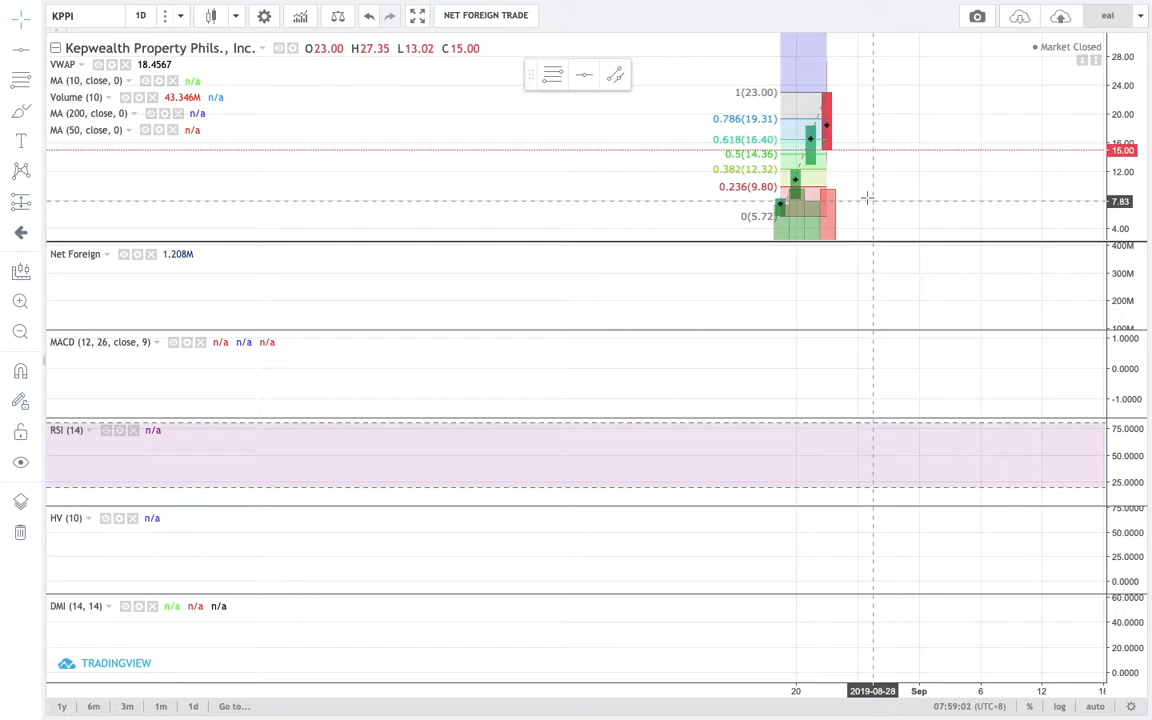 KPPI 1D NET FOREIGN TRADE eai
Kepwealth Property Phils., Inc. O23.00 H27.35 L13.02 C15.00
Market Closed
VWAP 18.4567
MA (10, close, 0) n/a
Volume (10) 43.346M n/a
MA (200, close, 0) n/a
MA (50, close, 0) n/a
1(23.00)
0.786(19.31)
0.618(16.40)
0.5(14.36)
0.382(12.32)
0.236(9.80)
0(5.72)
28.00
24.00
20.00
16.00
15.00
12.00
7.83
4.00
Net Foreign 1.208M
400M
300M
200M
100M
MACD (12, 26, close, 9) n/a n/a n/a
1.0000
0.0000
-1.0000
RSI (14) n/a
75.0000
50.0000
25.0000
HV (10) n/a
75.0000
50.0000
25.0000
0.0000
DMI (14, 14) n/a n/a n/a
60.0000
40.0000
20.0000
0.0000
TRADINGVIEW
20 2019-08-28 Sep 6 12 18
1y 6m 3m 1m 1d Go to... 07:59:02 (UTC+8) % log auto